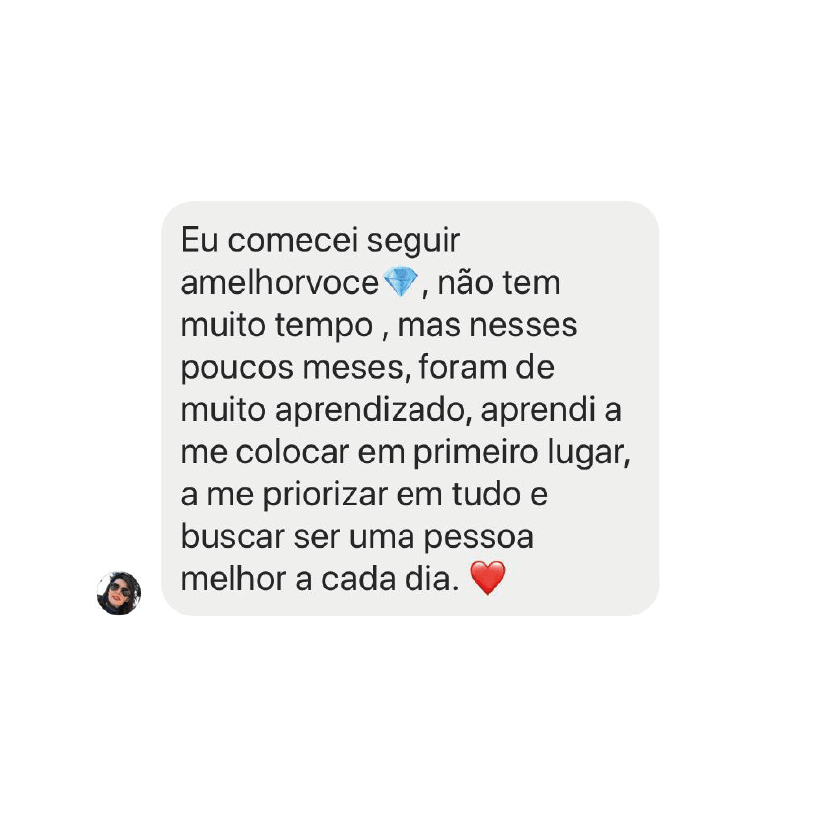 Eu comecei seguir
amelhorvoce💎, não tem
muito tempo , mas nesses
poucos meses, foram de
muito aprendizado, aprendi a
me colocar em primeiro lugar,
a me priorizar em tudo e
buscar ser uma pessoa
melhor a cada dia. ❤️